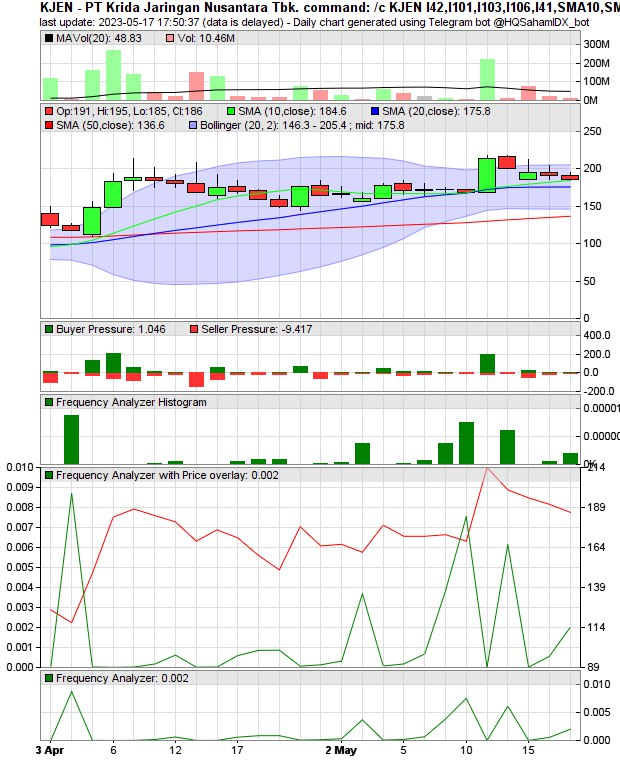 KJEN - PT Krida Jaringan Nusantara Tbk. command: /c KJEN I42,I101,I103,I106,I41,SMA10,SM
last update: 2023-05-17 17:50:37 (data is delayed) - Daily chart generated using Telegram bot @HQSahamIDX_bot
MAVol(20): 48.83 Vol: 10.46M
300M
200M
100M
0M
Op:191, Hi:195, Lo:185, Cl:186 SMA (10,close): 184.6 SMA (20,close): 175.8
SMA (50,close): 136.6 Bollinger (20, 2): 146.3 - 205.4 ; mid: 175.8
250
200
150
100
50
0
Buyer Pressure: 1.046 Seller Pressure: -9.417
400.0
200.0
0.0
-200.0
Frequency Analyzer Histogram
0.00001
0.00000
0K
Frequency Analyzer with Price overlay: 0.002
0.010 214
0.009
0.008 189
0.007
0.006 164
0.005
0.004 139
0.003
0.002 114
0.001
0.000 89
Frequency Analyzer: 0.002
0.010
0.005
0.000
3 Apr 6 12 17 2 May 5 10 15